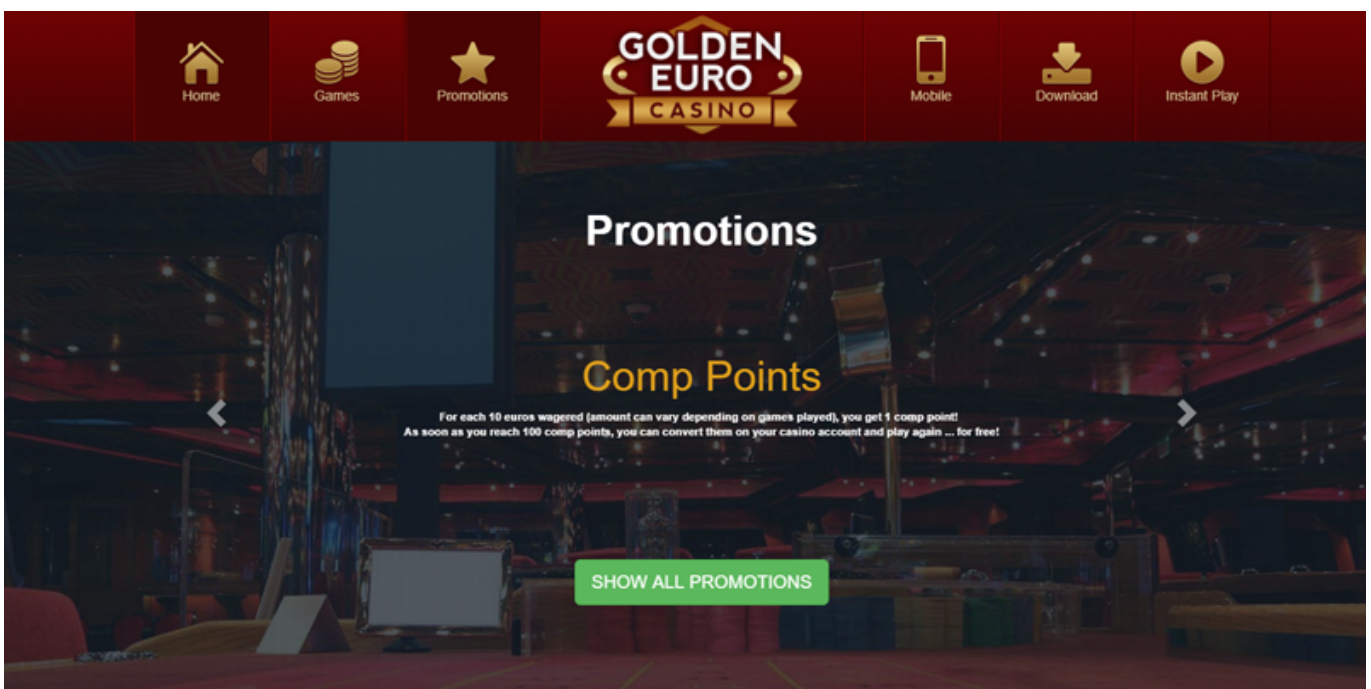 Home
Games
Promotions
GOLDEN
EURO
CASINO
Mobile
Download
Instant Play
Promotions
Comp Points
For each 10 euros wagered (amount can vary depending on games played), you get 1 comp point!
As soon as you reach 100 comp points, you can convert them on your casino account and play again ... for free!
SHOW ALL PROMOTIONS